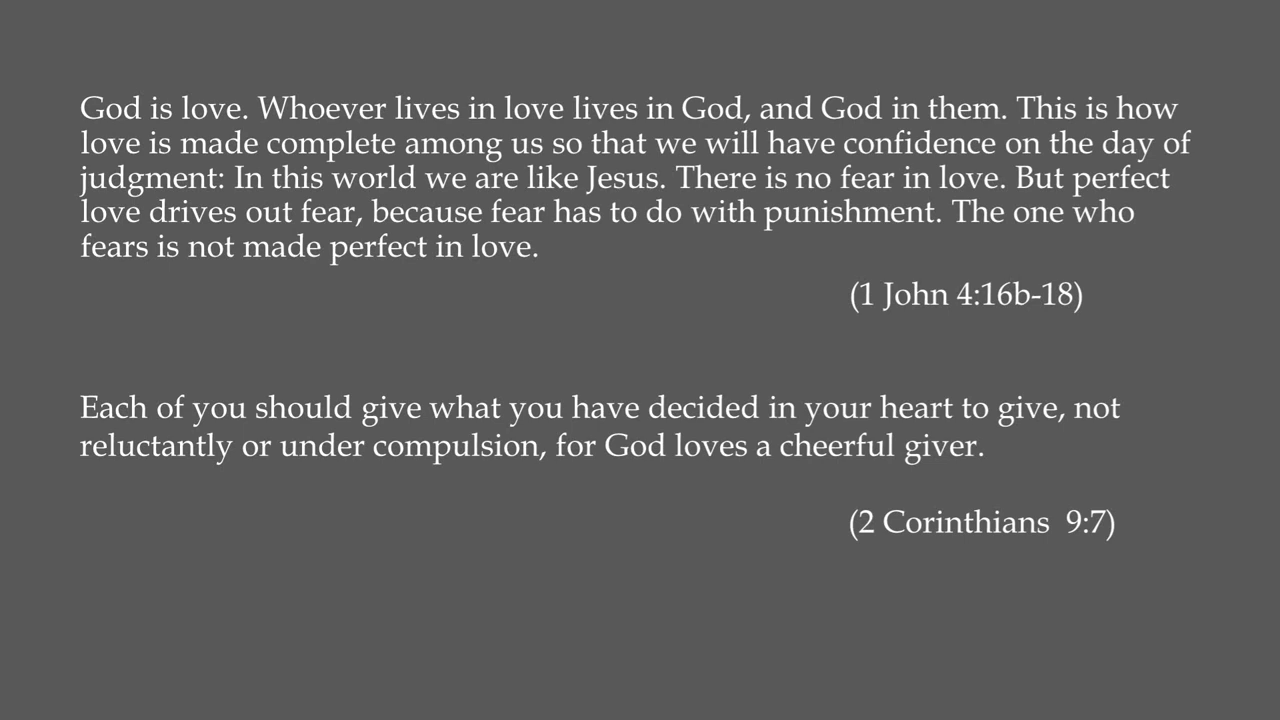 God is love. Whoever lives in love lives in God, and God in them. This is how
love is made complete among us so that we will have confidence on the day of
judgment: In this world we are like Jesus. There is no fear in love. But perfect
love drives out fear, because fear has to do with punishment. The one who
fears is not made perfect in love.
(1 John 4:16b-18)
Each of you should give what you have decided in your heart to give, not
reluctantly or under compulsion, for God loves a cheerful giver.
(2 Corinthians  9:7)